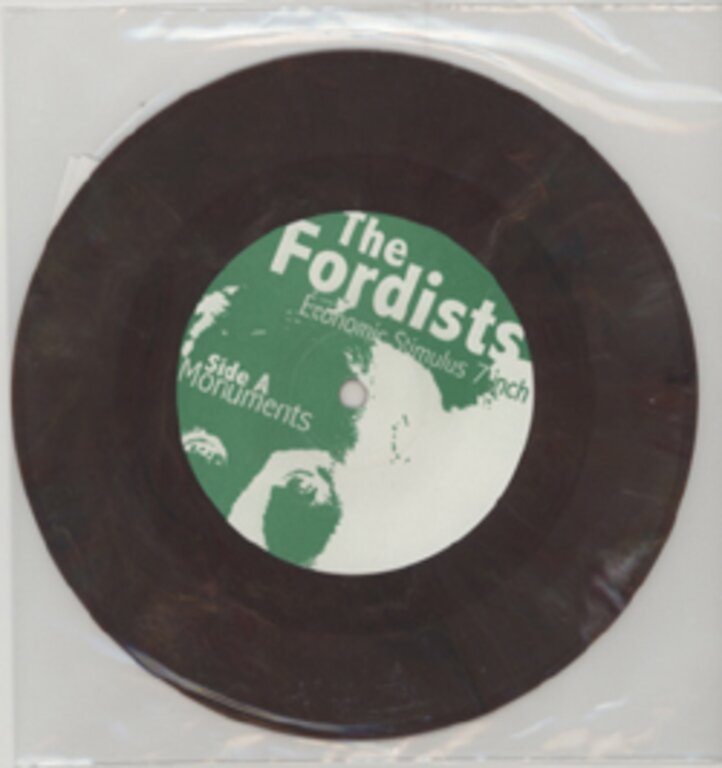 The
Fordists
Economic Stimulus 7 inch
Side A
Monuments